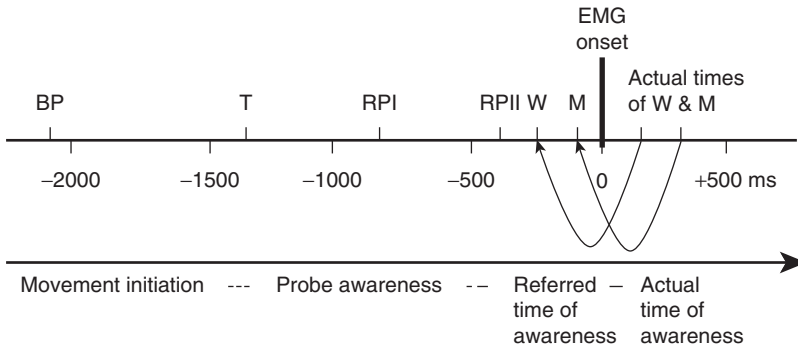 EMG
onset
Actual times
of W & M
BP T RPI RPII W M
−2000 −1500 −1000 −500 0 +500 ms
Movement initiation --- Probe awareness -- Referred – Actual
time of time of
awareness awareness